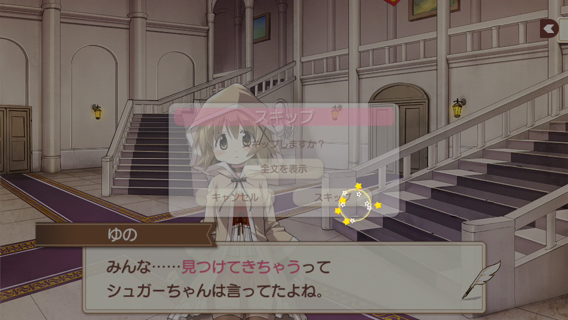 スキップ
スキップしますか？
全文を表示
キャンセル
スキップ
ゆの
みんな……見つけてきちゃうって
シュガーちゃんは言ってたよね。